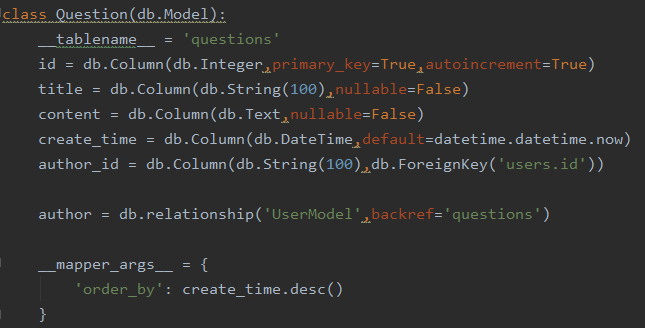 class Question(db.Model):
    __tablename__ = 'questions'
    id = db.Column(db.Integer,primary_key=True,autoincrement=True)
    title = db.Column(db.String(100),nullable=False)
    content = db.Column(db.Text,nullable=False)
    create_time = db.Column(db.DateTime,default=datetime.datetime.now)
    author_id = db.Column(db.String(100),db.ForeignKey('users.id'))

    author = db.relationship('UserModel',backref='questions')

    __mapper_args__ = {
        'order_by': create_time.desc()
    }